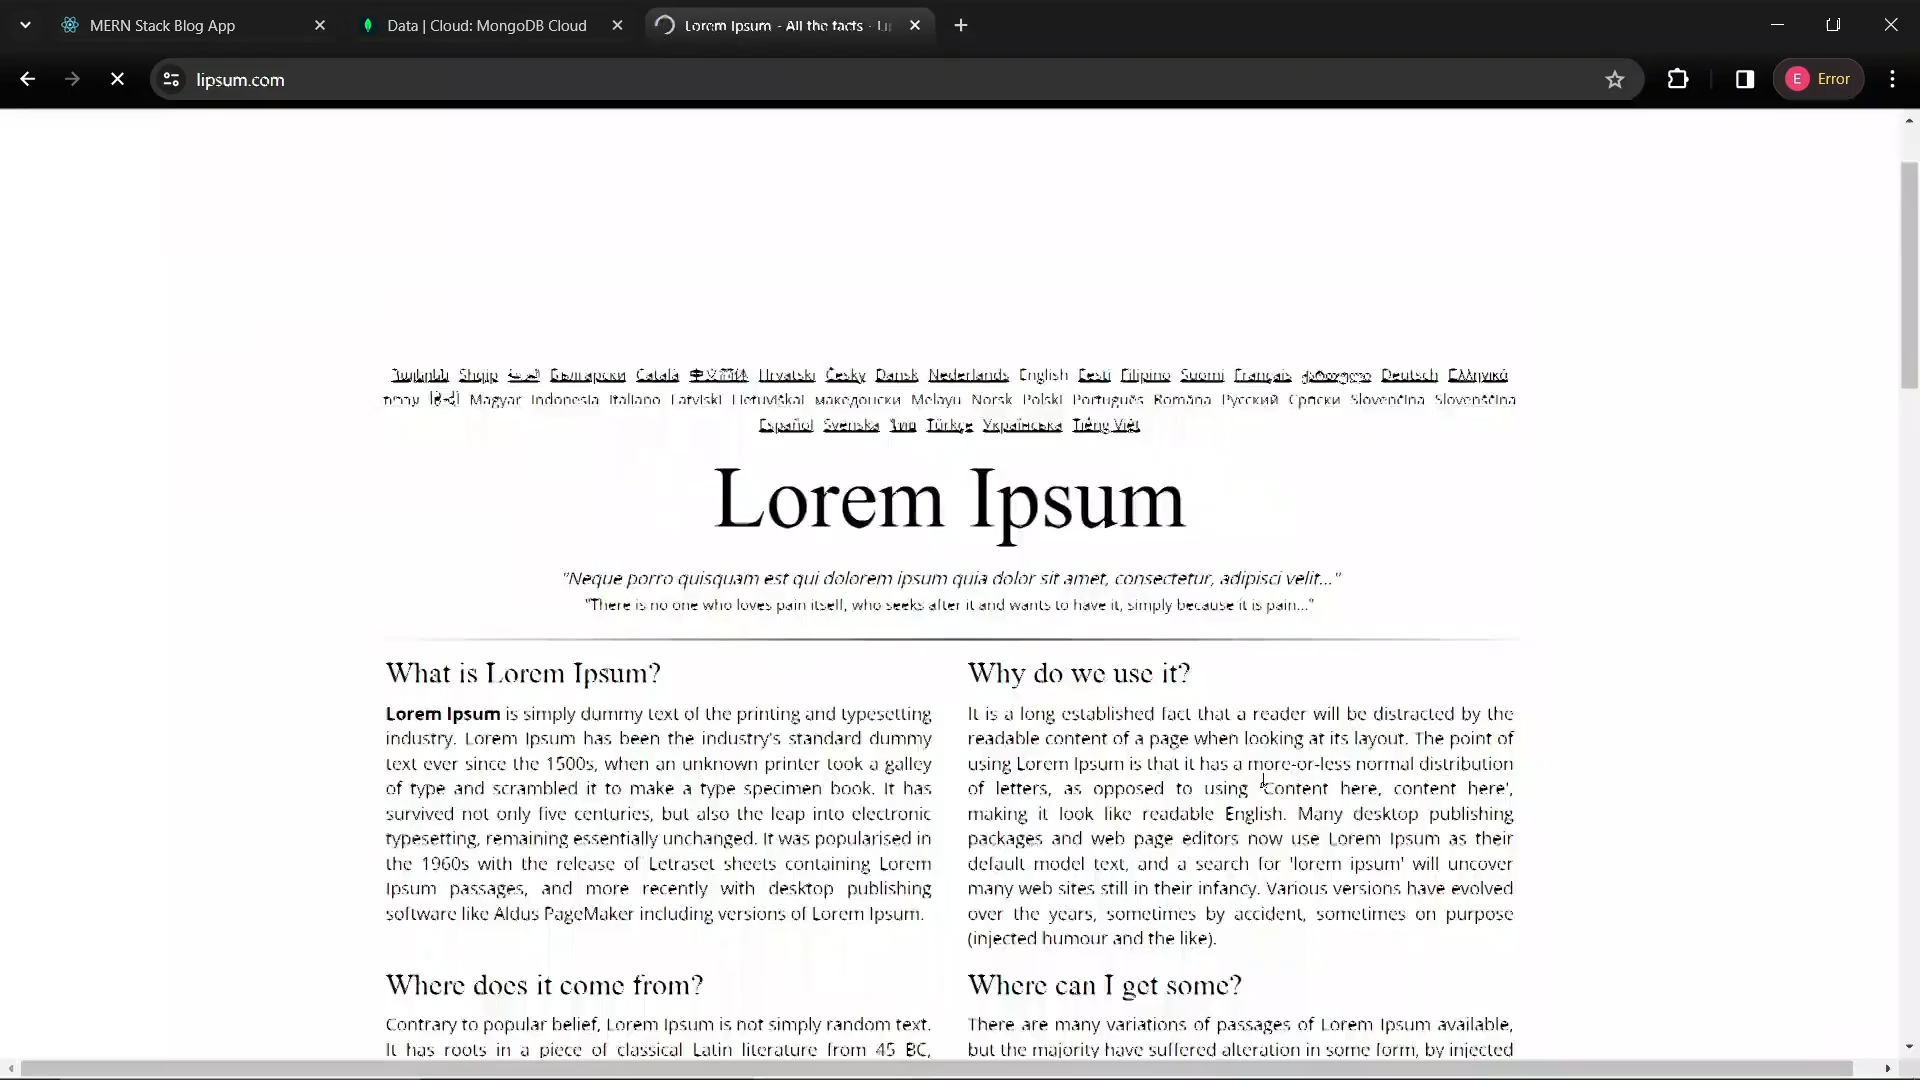 MERN Stack Blog App
Data | Cloud: MongoDB Cloud
Lorem Ipsum - All the facts - Li
lipsum.com
E Error
Հայերեն Shqip العربية Български Català 中文简体 Hrvatski Česky Dansk Nederlands English Eesti Filipino Suomi Français ქართული Deutsch Ελληνικά
עברית हिन्दी Magyar Indonesia Italiano Latviski Lietuviškai македонски Melayu Norsk Polski Português Româna Русский Српски Slovenčina Slovenščina
Español Svenska ไทย Türkçe Українська Tiếng Việt
Lorem Ipsum
"Neque porro quisquam est qui dolorem ipsum quia dolor sit amet, consectetur, adipisci velit..."
"There is no one who loves pain itself, who seeks after it and wants to have it, simply because it is pain..."
What is Lorem Ipsum?
Lorem Ipsum is simply dummy text of the printing and typesetting
industry. Lorem Ipsum has been the industry's standard dummy
text ever since the 1500s, when an unknown printer took a galley
of type and scrambled it to make a type specimen book. It has
survived not only five centuries, but also the leap into electronic
typesetting, remaining essentially unchanged. It was popularised in
the 1960s with the release of Letraset sheets containing Lorem
Ipsum passages, and more recently with desktop publishing
software like Aldus PageMaker including versions of Lorem Ipsum.
Why do we use it?
It is a long established fact that a reader will be distracted by the
readable content of a page when looking at its layout. The point of
using Lorem Ipsum is that it has a more-or-less normal distribution
of letters, as opposed to using 'Content here, content here',
making it look like readable English. Many desktop publishing
packages and web page editors now use Lorem Ipsum as their
default model text, and a search for 'lorem ipsum' will uncover
many web sites still in their infancy. Various versions have evolved
over the years, sometimes by accident, sometimes on purpose
(injected humour and the like).
Where does it come from?
Contrary to popular belief, Lorem Ipsum is not simply random text.
It has roots in a piece of classical Latin literature from 45 BC,
Where can I get some?
There are many variations of passages of Lorem Ipsum available,
but the majority have suffered alteration in some form, by injected